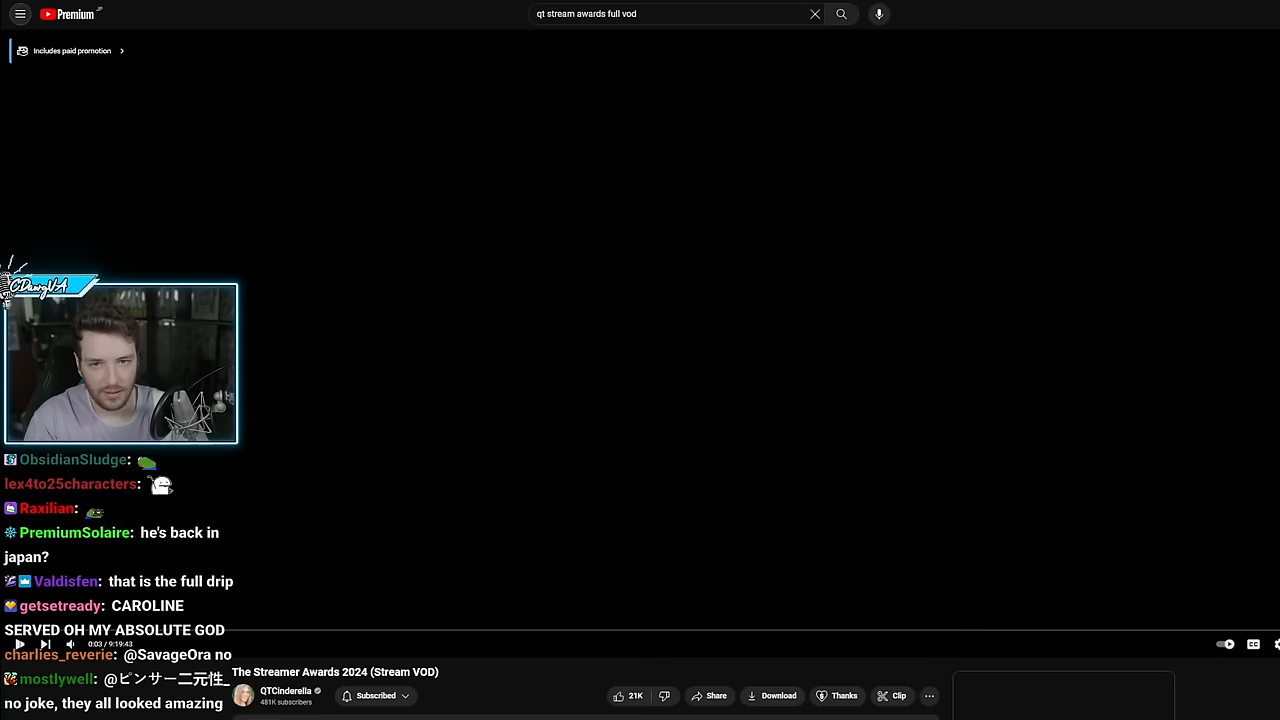 Premium JP
qt stream awards full vod
Includes paid promotion
CDawgVA
ObsidianSludge:
lex4to25characters:
Raxilian:
PremiumSolaire: he's back in
japan?
Valdisfen: that is the full drip
getsetready: CAROLINE
SERVED OH MY ABSOLUTE GOD
0:03 / 9:19:43
charlies_reverie: @SavageOra no
mostlywell: @ピンサー二元性_
no joke, they all looked amazing
The Streamer Awards 2024 (Stream VOD)
QTCinderella
481K subscribers
Subscribed
21K
Share
Download
Thanks
Clip
CC